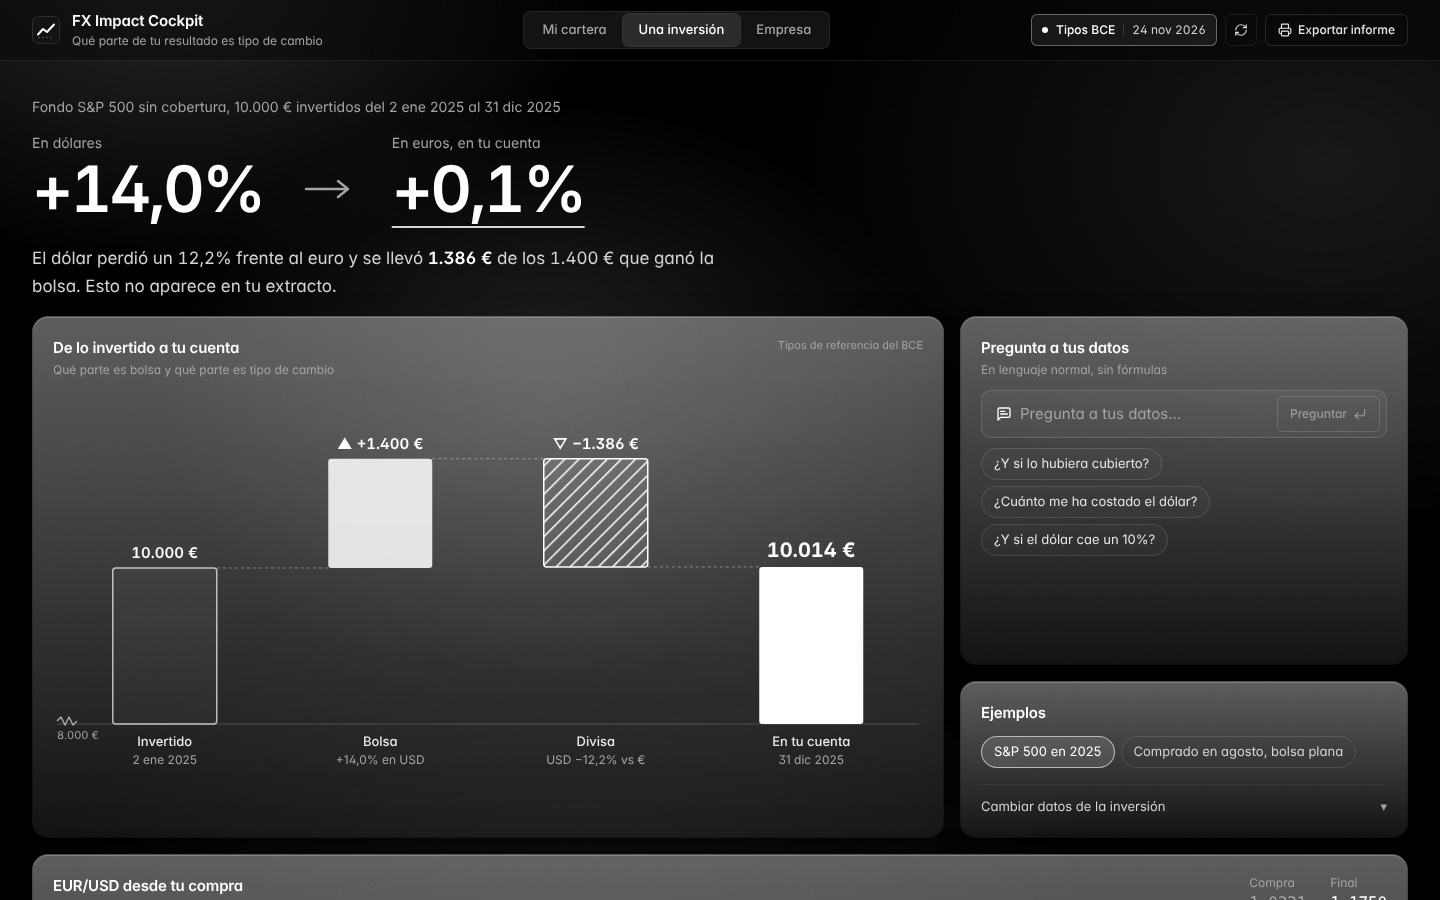 FX Impact Cockpit
Qué parte de tu resultado es tipo de cambio
Mi cartera
Una inversión
Empresa
Tipos BCE
24 nov 2026
Exportar informe
Fondo S&P 500 sin cobertura, 10.000 € invertidos del 2 ene 2025 al 31 dic 2025
En dólares
+14,0%
En euros, en tu cuenta
+0,1%
El dólar perdió un 12,2% frente al euro y se llevó 1.386 € de los 1.400 € que ganó la
bolsa. Esto no aparece en tu extracto.
De lo invertido a tu cuenta
Qué parte es bolsa y qué parte es tipo de cambio
Tipos de referencia del BCE
▲ +1.400 €
▽ −1.386 €
10.000 €
10.014 €
8.000 €
Invertido
2 ene 2025
Bolsa
+14,0% en USD
Divisa
USD −12,2% vs €
En tu cuenta
31 dic 2025
Pregunta a tus datos
En lenguaje normal, sin fórmulas
Pregunta a tus datos...
Preguntar
¿Y si lo hubiera cubierto?
¿Cuánto me ha costado el dólar?
¿Y si el dólar cae un 10%?
Ejemplos
S&P 500 en 2025
Comprado en agosto, bolsa plana
Cambiar datos de la inversión
EUR/USD desde tu compra
Compra
Final